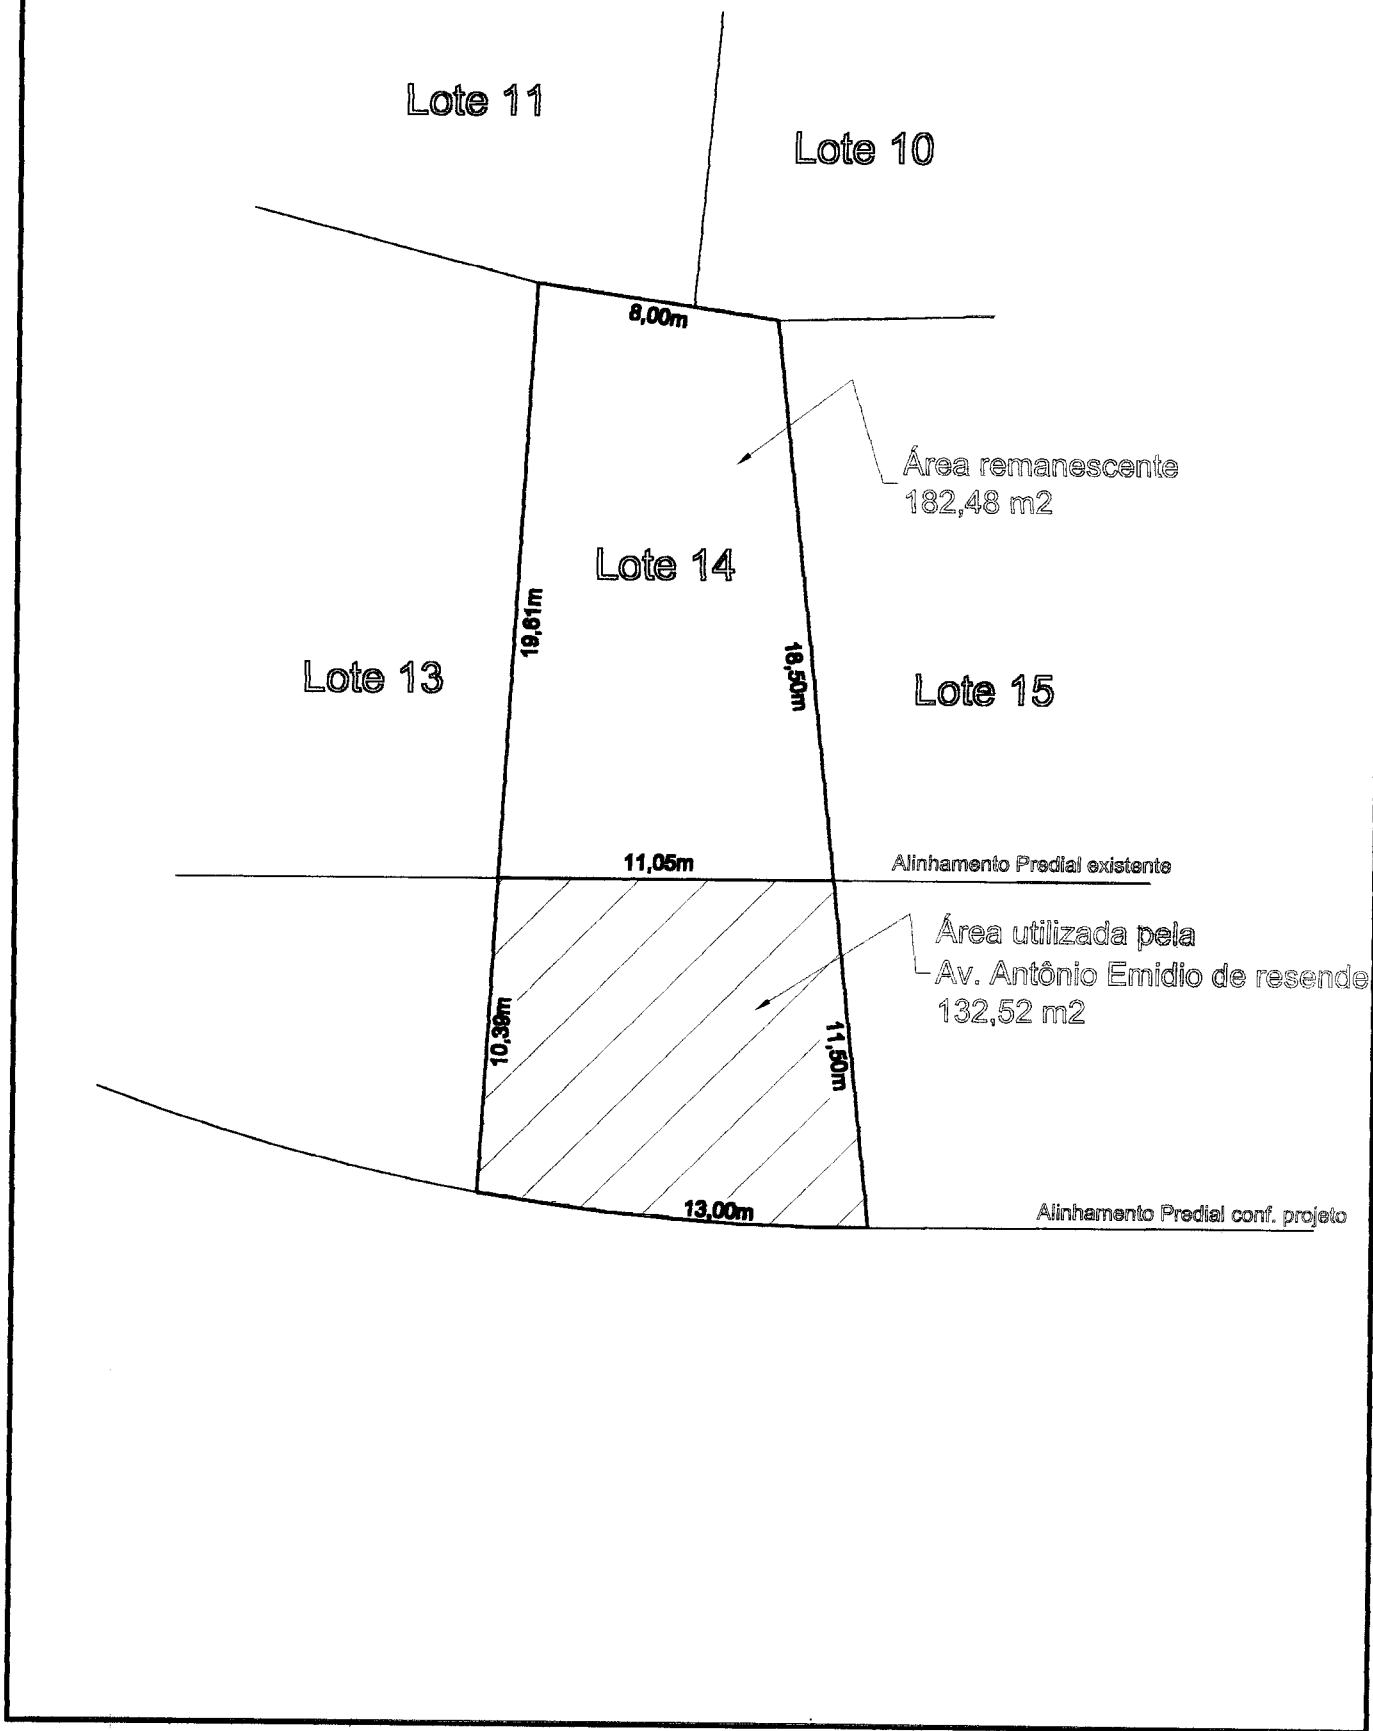 Lote 11
Lote 10
8,00m
Área remanescente
182,48 m2
Lote 14
19,61m
18,50m
Lote 13
Lote 15
11,05m
Alinhamento Predial existente
Área utilizada pela
Av. Antônio Emidio de resende
132,52 m2
10,39m
11,50m
13,00m
Alinhamento Predial conf. projeto